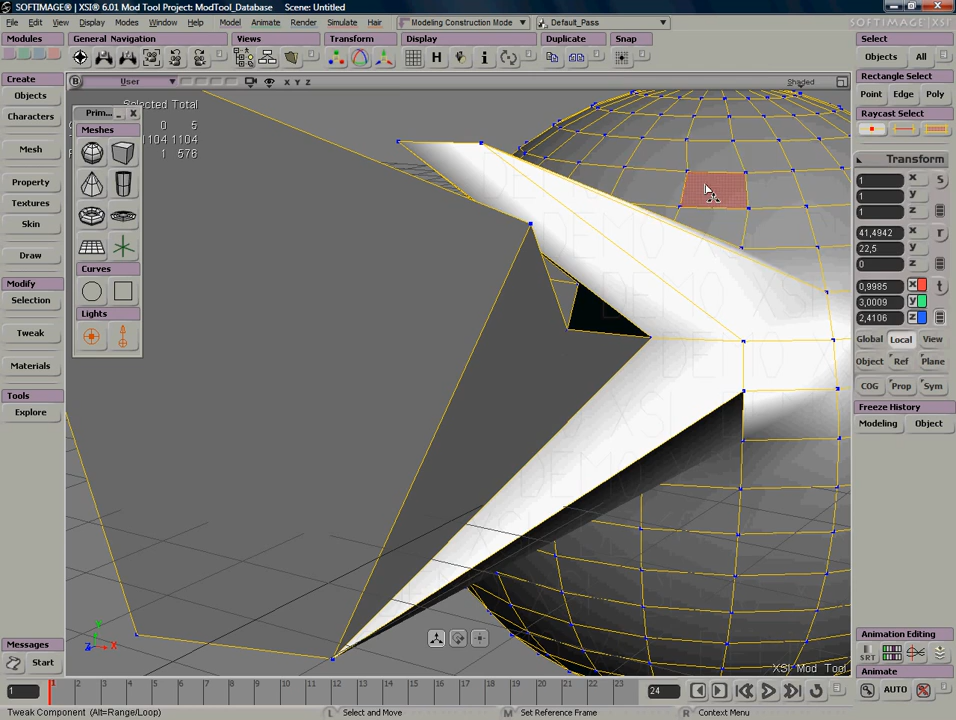 SOFTIMAGE® | XSI® 6.01 Mod Tool Project: ModTool_Database Scene: Untitled
File Edit View Modes Model Animate Render Simulate Hair Modeling Construction Mode Default_Pass SOFTIMAGE|XSI
Modules General Navigation Views Transform Display Duplicate Snap Select
Objects All
Create User X Y Z Shaded Rectangle Select
Objects Point Edge Poly
Selected Total
Characters Prim... Raycast Select
Meshes 0 5
1104 1104
Mesh 1 576
Transform
1 x s
Property 1 y
1 z
Textures
Skin 41,4942 x r
22,5 y
Draw 0 z
Curves
Modify 0,9985 x t
Selection 3,0009 y
Lights 2,4106 z
Tweak Global Local View
Materials Object Ref Plane
COG Prop Sym
Tools Freeze History
Explore Modeling Object
DEMO XSI
Animation Editing
Messages
Start SRT
XSI Mod Tool Animate
1 1 2 3 4 5 6 7 8 9 10 11 12 13 14 15 16 17 18 19 20 21 22 23 24 AUTO
Tweak Component (Alt=Range/Loop) L Select and Move M Set Reference Frame R Context Menu